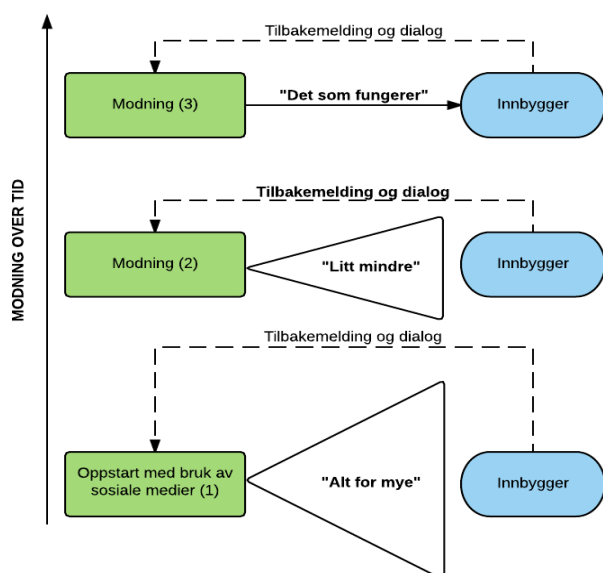 Tilbakemelding og dialog
Modning (3)
"Det som fungerer"
Innbygger
Tilbakemelding og dialog
Modning (2)
"Litt mindre"
Innbygger
Tilbakemelding og dialog
Oppstart med bruk av
sosiale medier (1)
"Alt for mye"
Innbygger
MODNING OVER TID